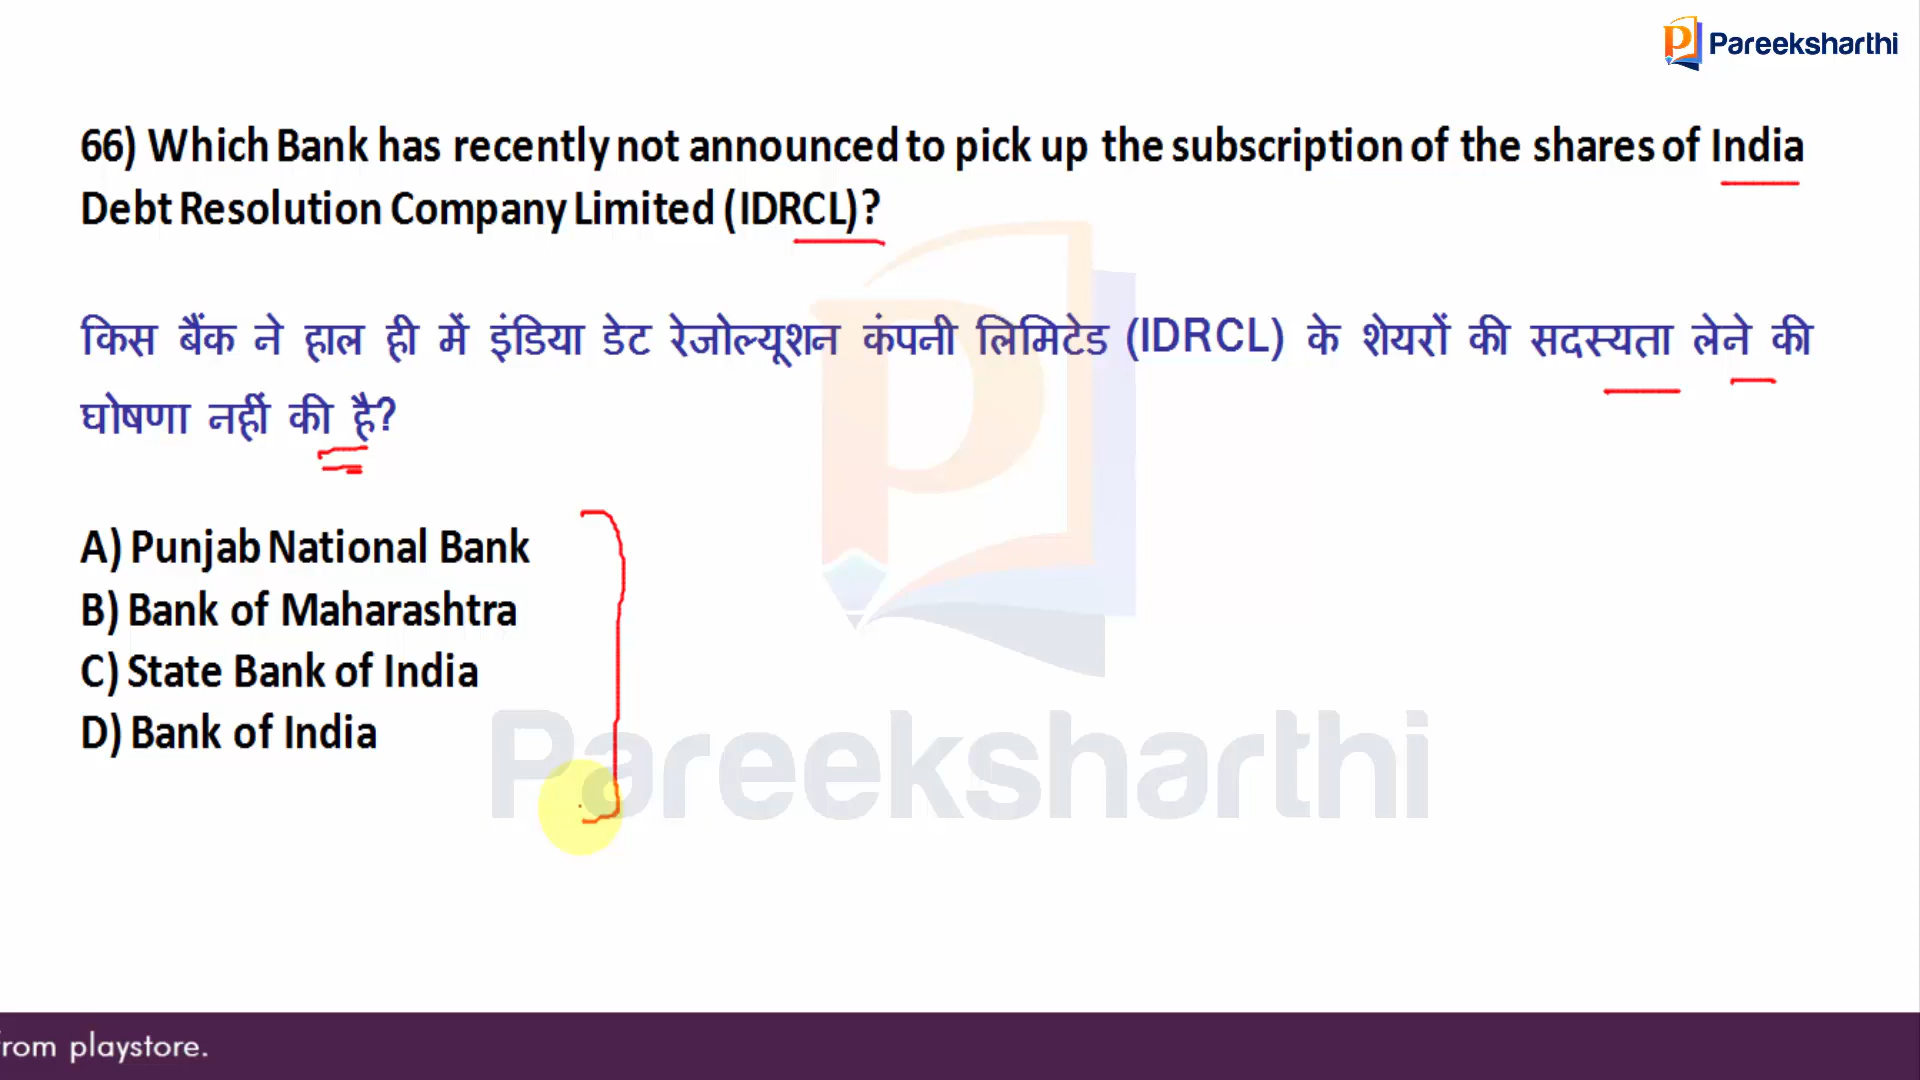 Pareeksharthi
66) Which Bank has recently not announced to pick up the subscription of the shares of India
Debt Resolution Company Limited (IDRCL)?
किस बैंक ने हाल ही में इंडिया डेट रेजोल्यूशन कंपनी लिमिटेड (IDRCL) के शेयरों की सदस्यता लेने की
घोषणा नहीं की है?
A) Punjab National Bank
B) Bank of Maharashtra
C) State Bank of India
D) Bank of India
Pareeksharthi
rom playstore.